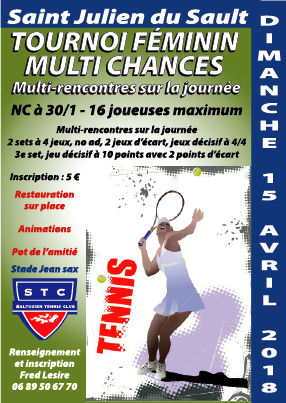 Saint Julien du Sault
TOURNOI FÉMININ
MULTI CHANCES
Multi-rencontres sur la journée
NC à 30/1 - 16 joueuses maximum
Multi-rencontres sur la journée
2 sets à 4 jeux, no ad, 2 jeux d'écart, jeux décisif à 4/4
3e set, jeu décisif à 10 points avec 2 points d'écart
Inscription : 5 €
Restauration
sur place
Animations
Pot de l'amitié
Stade Jean sax
STC
SALTUSIEN TENNIS CLUB
Renseignement
et inscription
Fred Lesire
06 89 50 67 70
TENNIS
DIMANCHE 15 AVRIL 2018